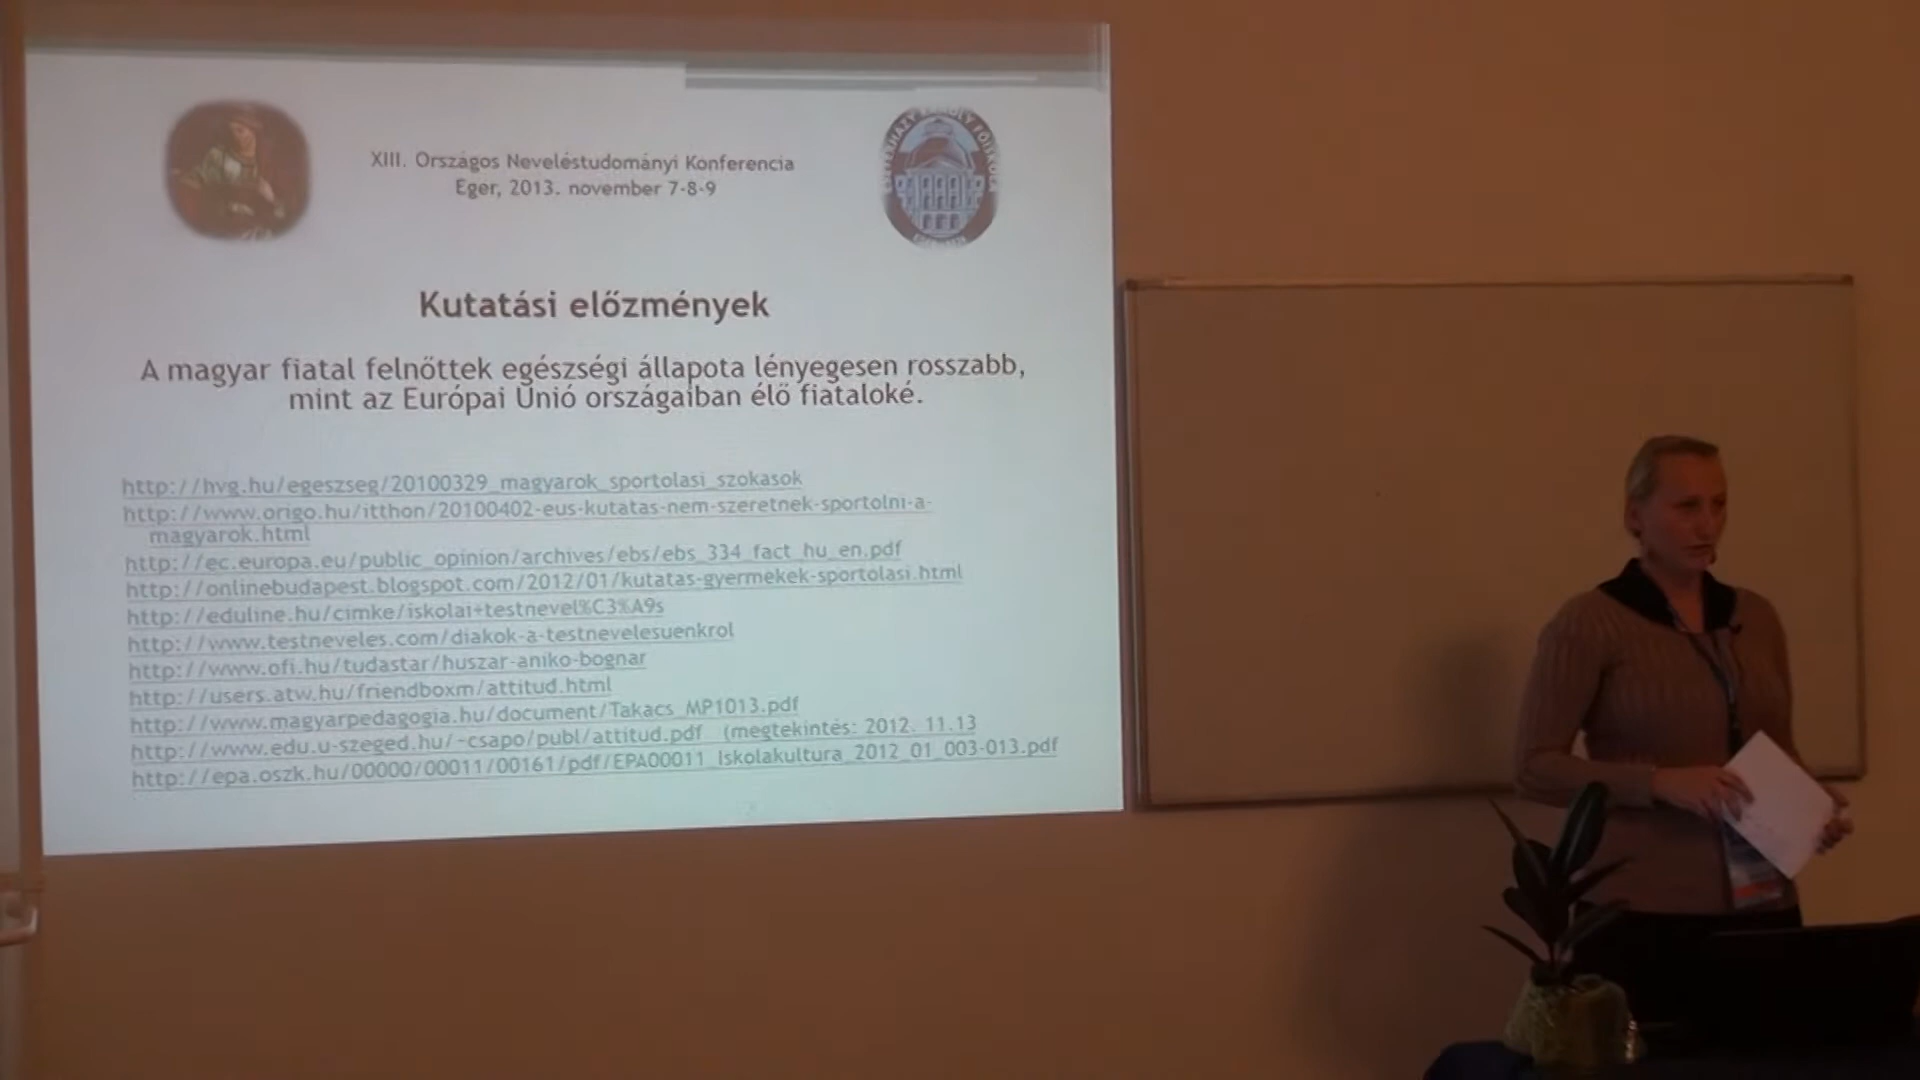 XIII. Országos Neveléstudományi Konferencia
Eger, 2013. november 7-8-9
ESZTERHÁZY KÁROLY FŐISKOLA
Kutatási előzmények
A magyar fiatal felnőttek egészségi állapota lényegesen rosszabb,
mint az Európai Unió országaiban élő fiataloké.
http://hvg.hu/egeszseg/20100329_magyarok_sportolasi_szokasok
http://www.origo.hu/itthon/20100402-eus-kutatas-nem-szeretnek-sportolni-a-
magyarok.html
http://ec.europa.eu/public_opinion/archives/ebs/ebs_334_fact_hu_en.pdf
http://onlinebudapest.blogspot.com/2012/01/kutatas-gyermekek-sportolasi.html
http://eduline.hu/cimke/iskolai+testnevel%C3%A9s
http://www.testneveles.com/diakok-a-testnevelesuenkrol
http://www.ofi.hu/tudastar/huszar-aniko-bognar
http://users.atw.hu/friendboxm/attitud.html
http://www.magyarpedagogia.hu/document/Takacs_MP1013.pdf
http://www.edu.u-szeged.hu/~csapo/publ/attitud.pdf (megtekintés: 2012. 11.13
http://epa.oszk.hu/00000/00011/00161/pdf/EPA00011_Iskolakultura_2012_01_003-013.pdf